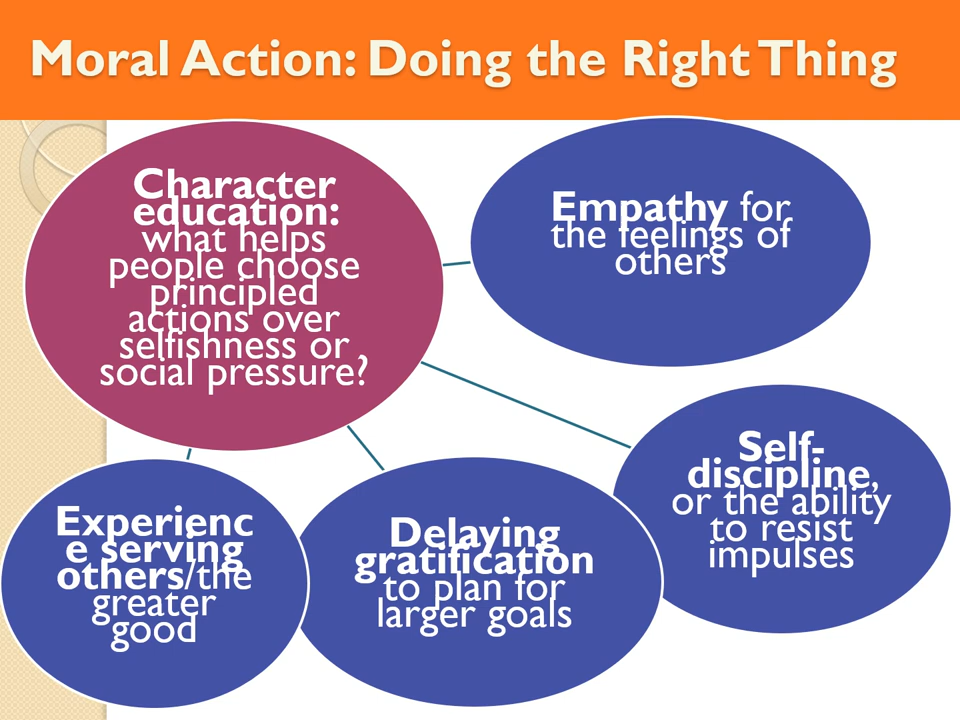 Moral Action: Doing the Right Thing
Character
education:
what helps
people choose
principled
actions over
selfishness or
social pressure?
Empathy for
the feelings of
others
Self-
discipline,
or the ability
to resist
impulses
Delaying
gratification
to plan for
larger goals
Experienc
e serving
others/the
greater
good